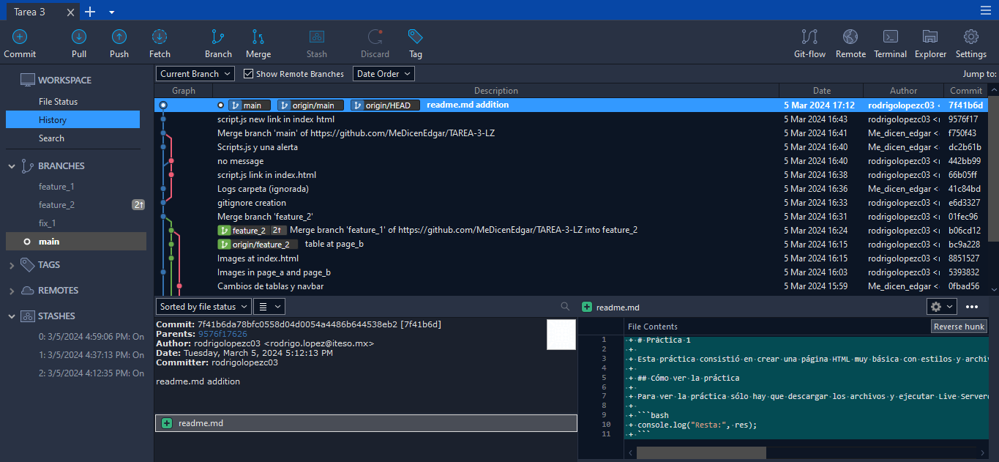 Tarea 3
Commit Pull Push Fetch Branch Merge Stash Discard Tag Git-flow Remote Terminal Explorer Settings
WORKSPACE
File Status
History
Search
BRANCHES
feature_1
feature_2 2↑
fix_1
main
TAGS
REMOTES
STASHES
0: 3/5/2024 4:59:06 PM: On
1: 3/5/2024 4:37:13 PM: On
2: 3/5/2024 4:12:35 PM: On
Current Branch Show Remote Branches Date Order Jump to:
Graph Description Date Author Commit
main origin/main origin/HEAD readme.md addition 5 Mar 2024 17:12 rodrigolopezc03 < 7f41b6d
script.js new link in index html 5 Mar 2024 16:43 rodrigolopezc03 <r 9576f17
Merge branch 'main' of https://github.com/MeDicenEdgar/TAREA-3-LZ 5 Mar 2024 16:41 Me_dicen_edgar < f750f43
Scripts.js y una alerta 5 Mar 2024 16:40 Me_dicen_edgar < dc2b61b
no message 5 Mar 2024 16:40 rodrigolopezc03 <r 442bb99
script.js link in index.html 5 Mar 2024 16:38 rodrigolopezc03 <r 66b05ff
Logs carpeta (ignorada) 5 Mar 2024 16:36 Me_dicen_edgar < 41c84bd
gitignore creation 5 Mar 2024 16:33 rodrigolopezc03 <r e6d3327
Merge branch 'feature_2' 5 Mar 2024 16:31 rodrigolopezc03 <r 01fec96
feature_2 2↑ Merge branch 'feature_1' of https://github.com/MeDicenEdgar/TAREA-3-LZ into feature_2 5 Mar 2024 16:24 rodrigolopezc03 <r b06cd12
origin/feature_2 table at page_b 5 Mar 2024 16:15 rodrigolopezc03 <r bc9a228
Images at index.html 5 Mar 2024 16:15 rodrigolopezc03 <r 8851527
Images in page_a and page_b 5 Mar 2024 16:03 rodrigolopezc03 <r 5393832
Cambios de tablas y navbar 5 Mar 2024 15:59 Me_dicen_edgar < 0fbad56
Sorted by file status
Commit: 7f41b6da78bfc0558d04d0054a4486b644538eb2 [7f41b6d]
Parents: 9576f17626
Author: rodrigolopezc03 <rodrigo.lopez@iteso.mx>
Date: Tuesday, March 5, 2024 5:12:13 PM
Committer: rodrigolopezc03
readme.md addition
readme.md
readme.md
File Contents Reverse hunk
1 + # Práctica 1
2 +
3 + Esta práctica consistió en crear una página HTML muy básica con estilos y archiv
4 +
5 + ## Cómo ver la práctica
6 +
7 + Para ver la práctica sólo hay que descargar los archivos y ejecutar Live Server
8 +
9 + ```bash
10 + console.log("Resta:", res);
11 + ```